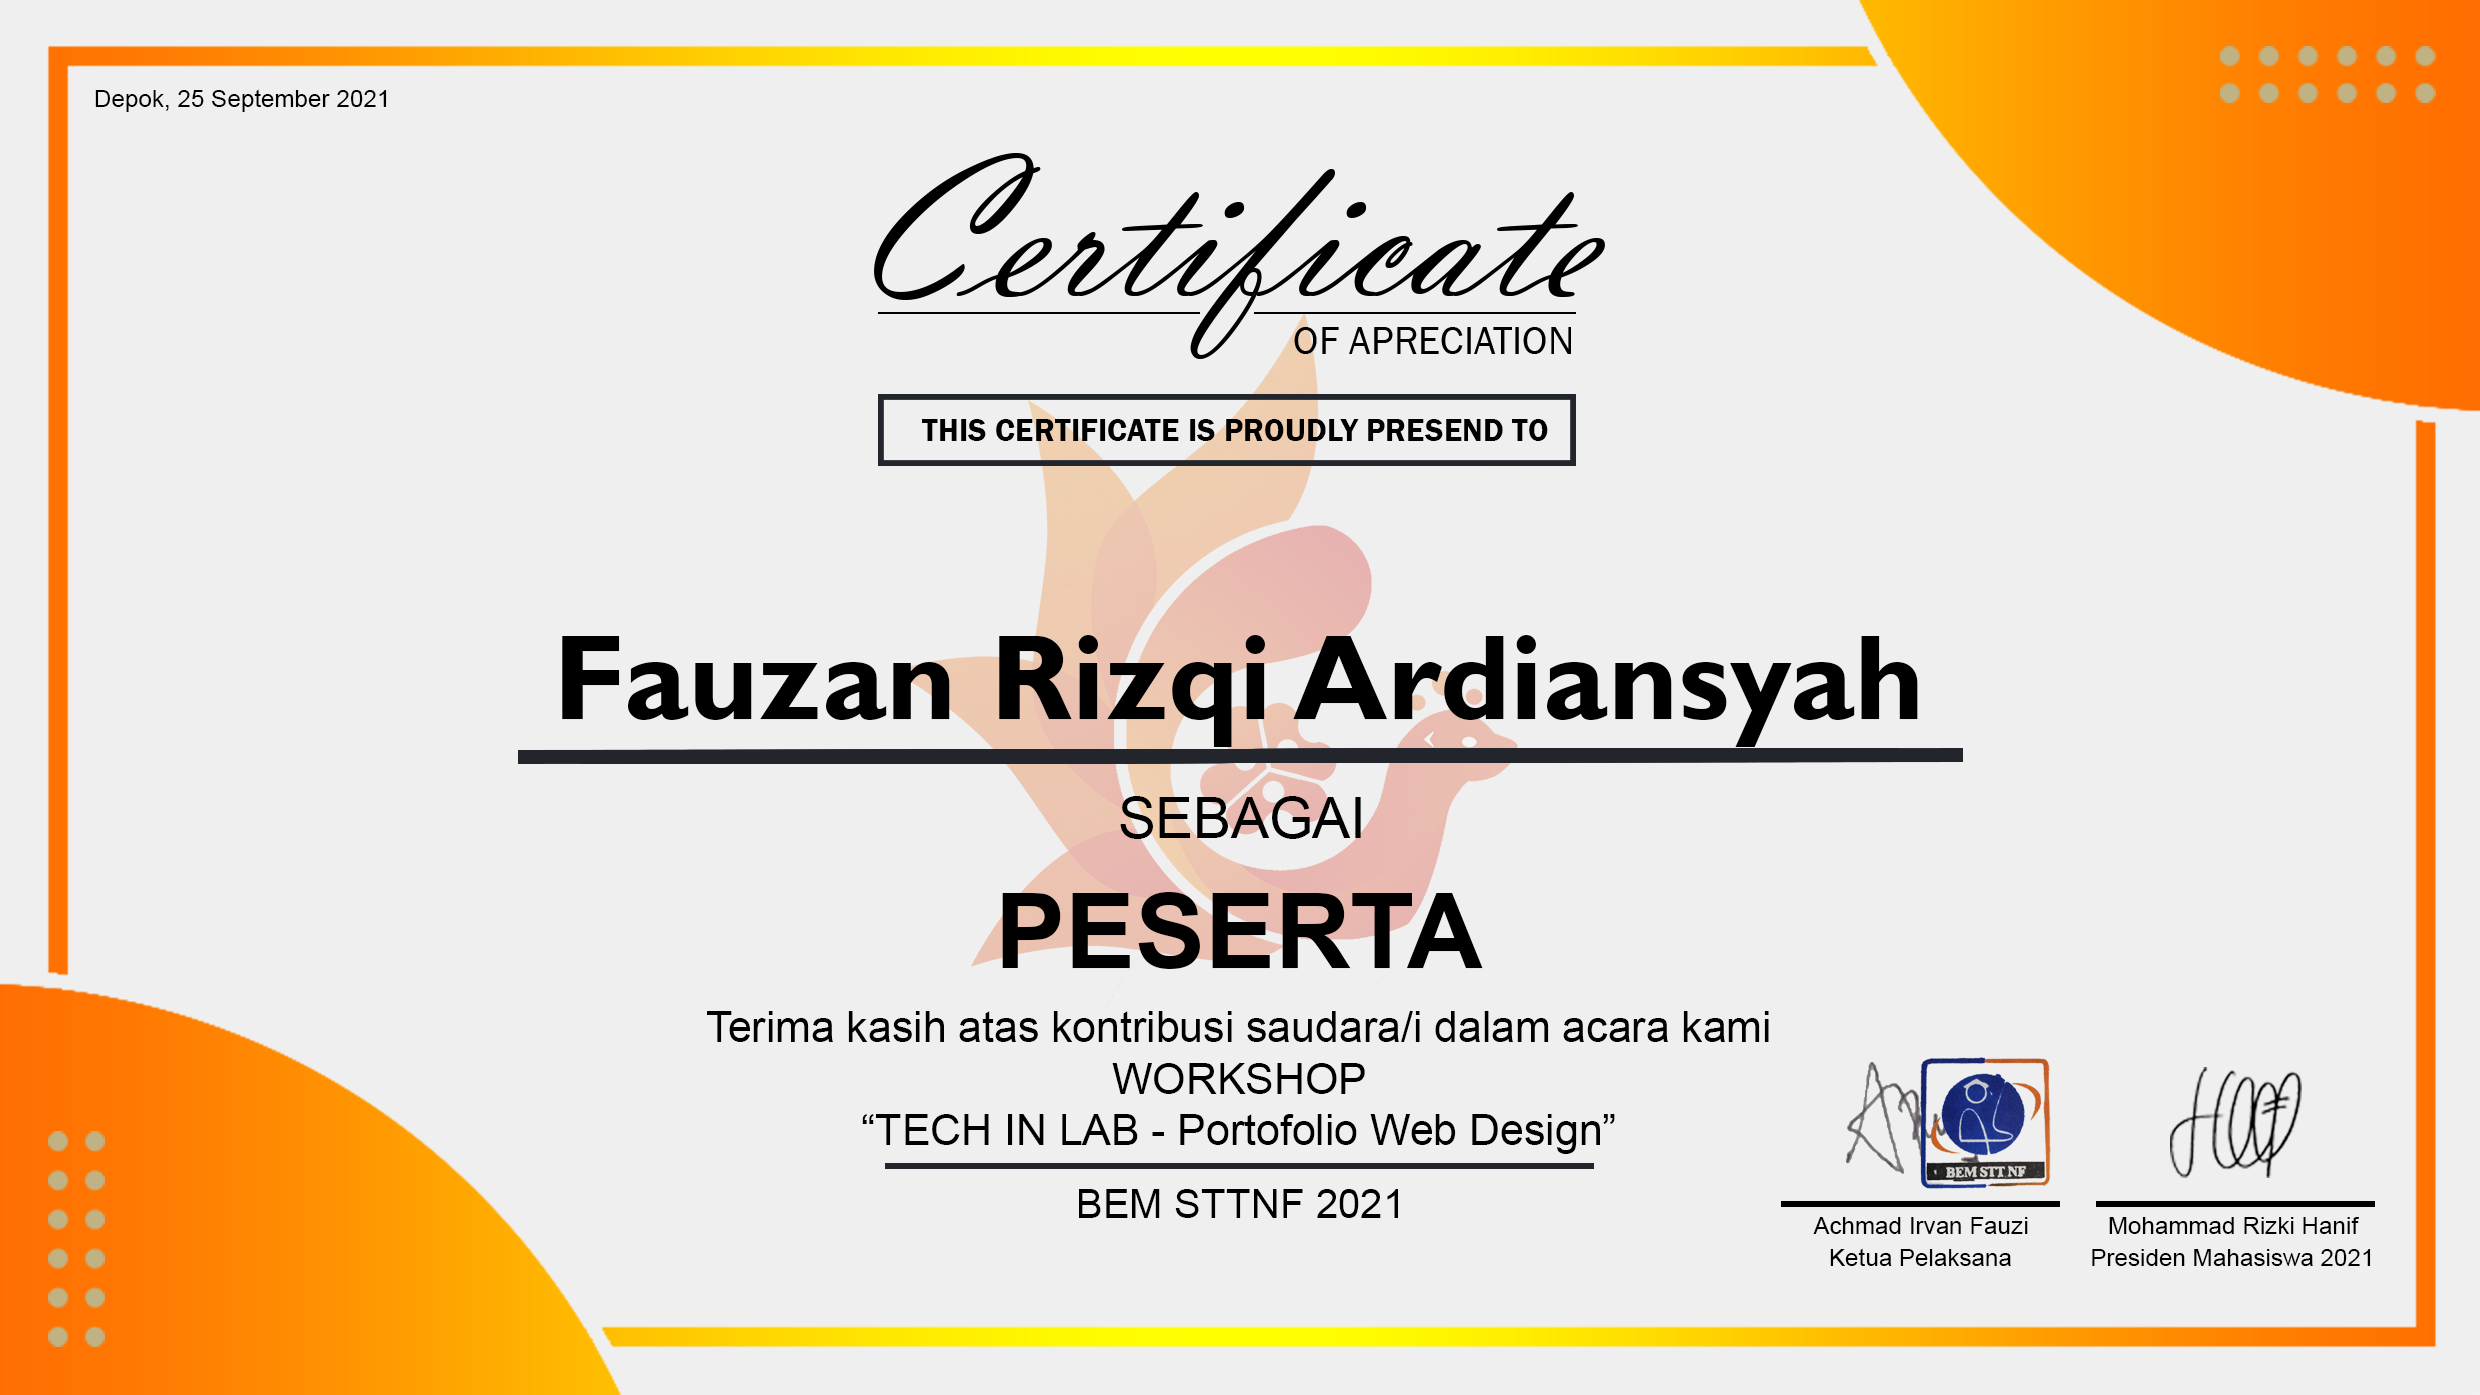 Depok, 25 September 2021
Certificate
OF APRECIATION
THIS CERTIFICATE IS PROUDLY PRESEND TO
Fauzan Rizqi Ardiansyah
SEBAGAI
PESERTA
Terima kasih atas kontribusi saudara/i dalam acara kami
WORKSHOP
“TECH IN LAB - Portofolio Web Design”
BEM STTNF 2021
BEM STT NF
Achmad Irvan Fauzi
Ketua Pelaksana
Mohammad Rizki Hanif
Presiden Mahasiswa 2021